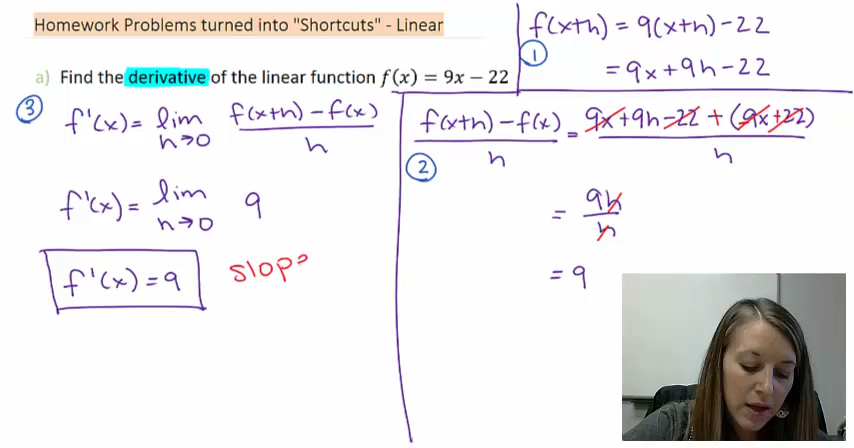 Homework Problems turned into "Shortcuts" - Linear
a) Find the derivative of the linear function f(x) = 9x − 22
① f(x+h) = 9(x+h) − 22
= 9x + 9h − 22
② (f(x+h) − f(x))/h = (9x + 9h − 22 + (−9x + 22))/h
= 9h/h
= 9
③ f'(x) = lim h→0 (f(x+h) − f(x))/h
f'(x) = lim h→0 9
f'(x) = 9
slop